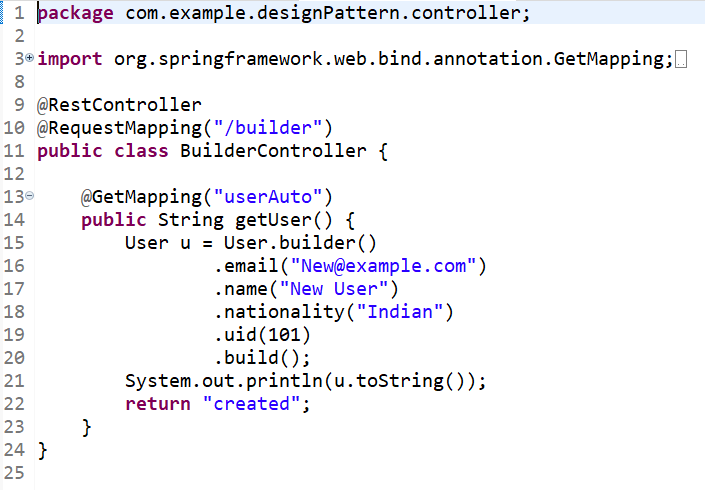 1 package com.example.designPattern.controller;
2
3 import org.springframework.web.bind.annotation.GetMapping;
8
9 @RestController
10 @RequestMapping("/builder")
11 public class BuilderController {
12
13     @GetMapping("userAuto")
14     public String getUser() {
15         User u = User.builder()
16                 .email("New@example.com")
17                 .name("New User")
18                 .nationality("Indian")
19                 .uid(101)
20                 .build();
21         System.out.println(u.toString());
22         return "created";
23     }
24 }
25